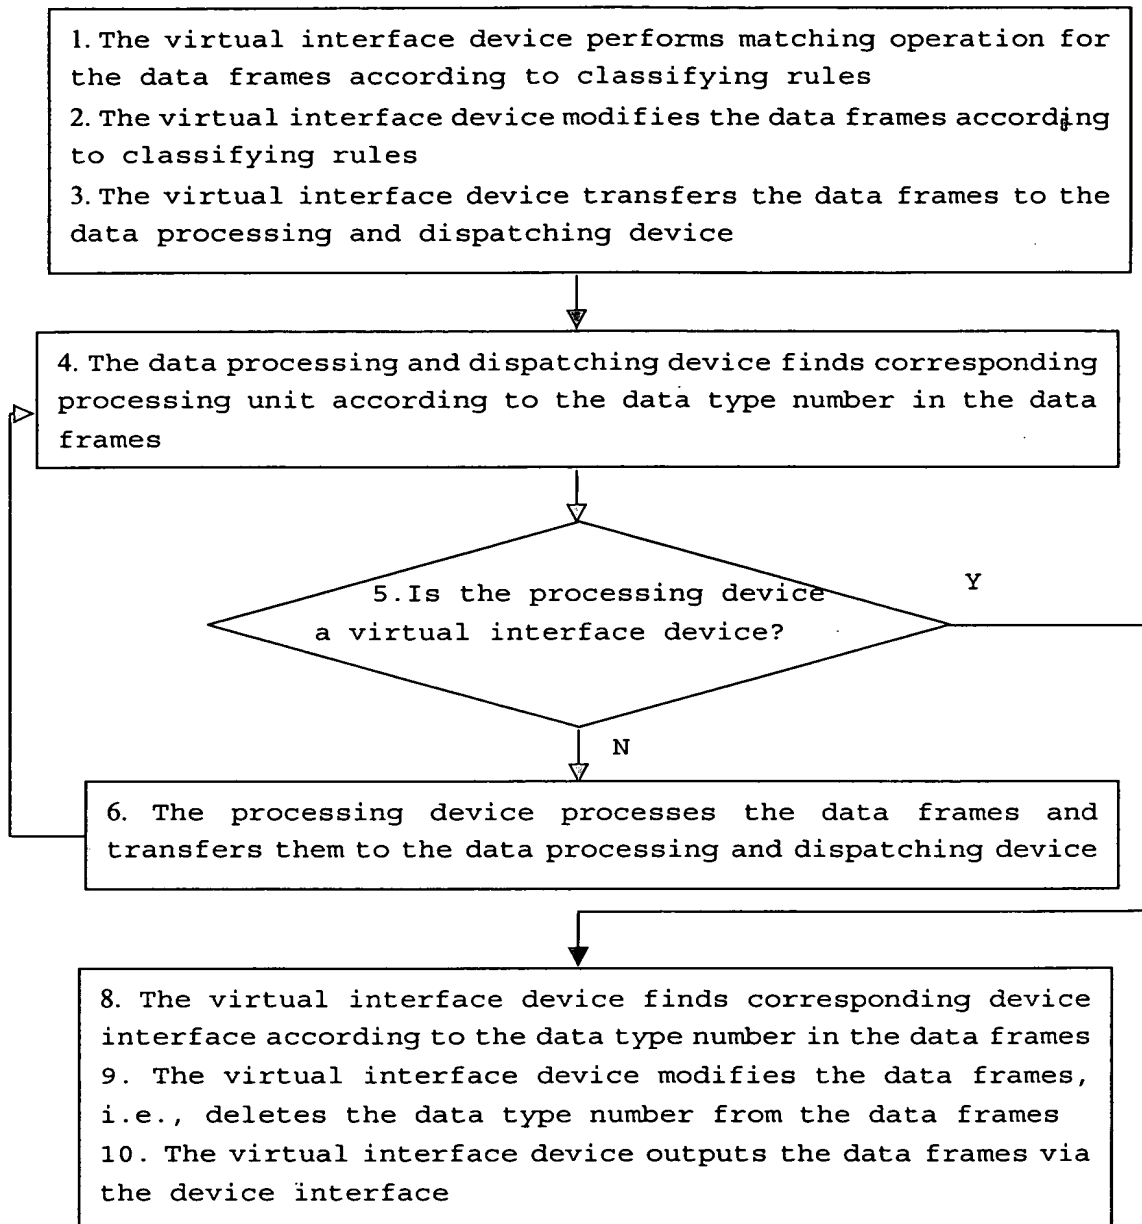 1. The virtual interface device performs matching operation for
the data frames according to classifying rules
2. The virtual interface device modifies the data frames according
to classifying rules
3. The virtual interface device transfers the data frames to the
data processing and dispatching device
4. The data processing and dispatching device finds corresponding
processing unit according to the data type number in the data
frames
5.Is the processing device
a virtual interface device?
Y
N
6. The processing device processes the data frames and
transfers them to the data processing and dispatching device
8. The virtual interface device finds corresponding device
interface according to the data type number in the data frames
9. The virtual interface device modifies the data frames,
i.e., deletes the data type number from the data frames
10. The virtual interface device outputs the data frames via
the device interface